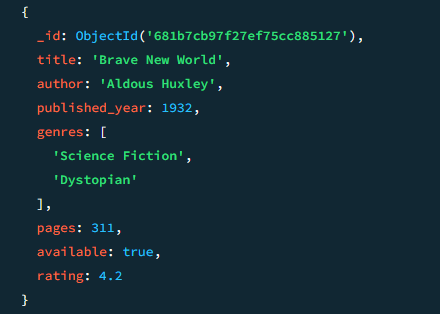 {
_id: ObjectId('681b7cb97f27ef75cc885127'),
title: 'Brave New World',
author: 'Aldous Huxley',
published_year: 1932,
genres: [
'Science Fiction',
'Dystopian'
],
pages: 311,
available: true,
rating: 4.2
}